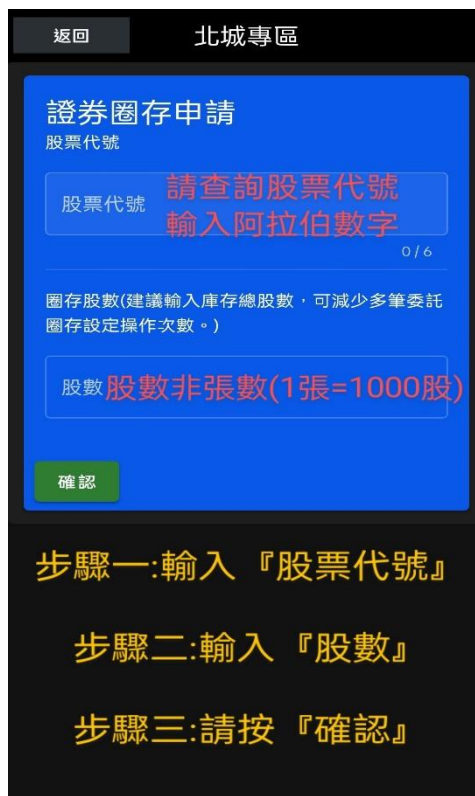 返回
北城專區
證券圈存申請
股票代號
股票代號
請查詢股票代號
輸入阿拉伯數字
0/6
圈存股數(建議輸入庫存總股數，可減少多筆委託
圈存設定操作次數。)
股數
股數非張數(1張=1000股)
確認
步驟一:輸入『股票代號』
步驟二:輸入『股數』
步驟三:請按『確認』